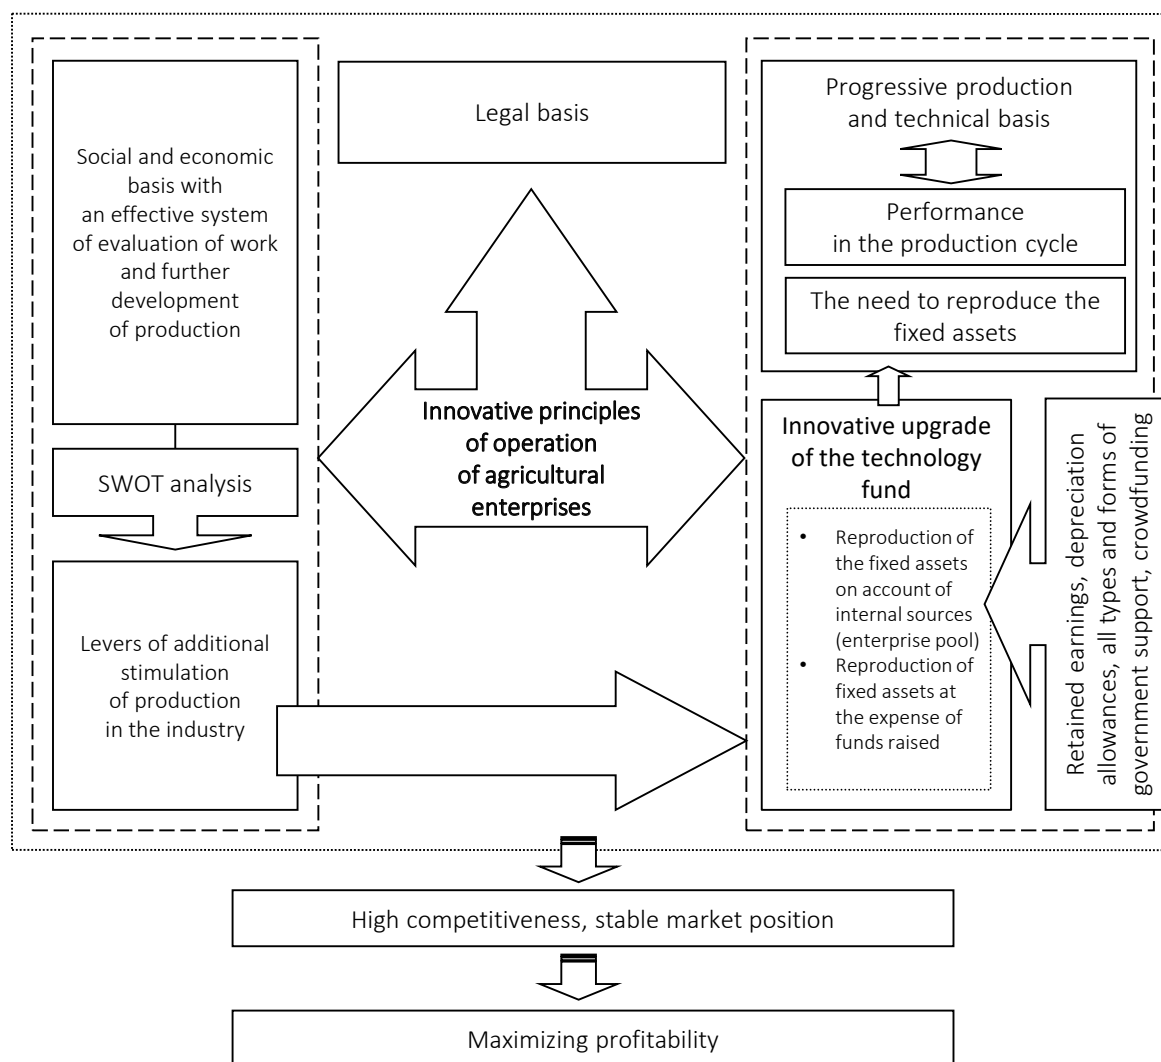 Social and economic
basis with
an effective system
of evaluation of work
and further
development
of production
SWOT analysis
Levers of additional
stimulation
of production
in the industry
Legal basis
Innovative principles
of operation
of agricultural
enterprises
Progressive production
and technical basis
Performance
in the production cycle
The need to reproduce the
fixed assets
Innovative upgrade
of the technology
fund
• Reproduction of
the fixed assets
on account of
internal sources
(enterprise pool)
• Reproduction of
fixed assets at
the expense of
funds raised
Retained earnings, depreciation
allowances, all types and forms of
government support, crowdfunding
High competitiveness, stable market position
Maximizing profitability